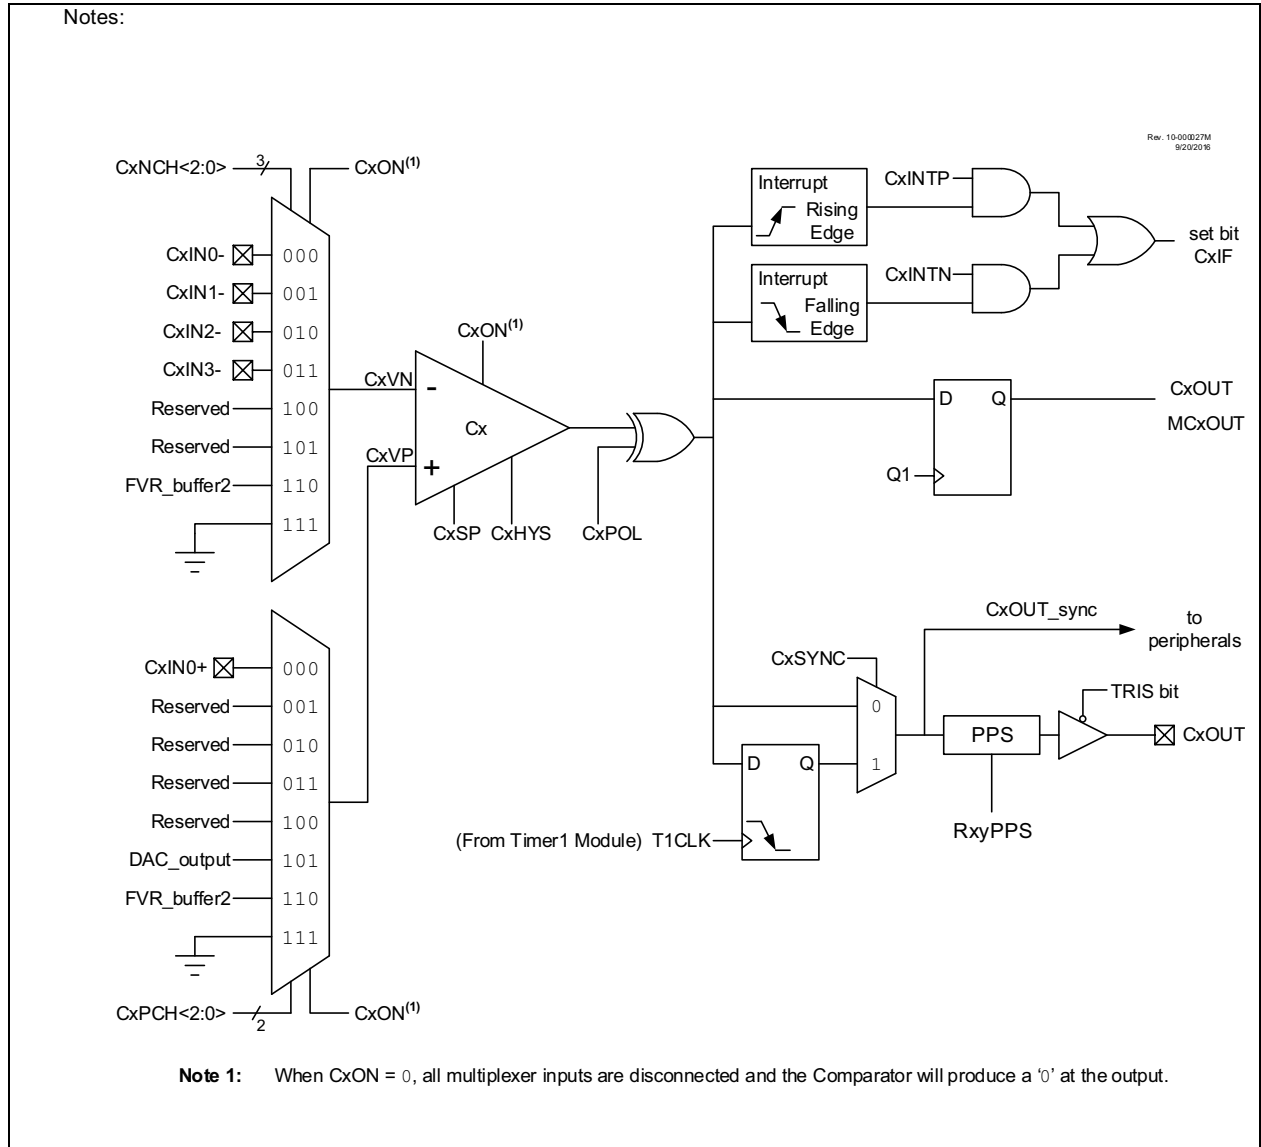 Notes:
Rev. 10-000027M
9/20/2016
CxNCH<2:0>
3
CxON(1)
CxIN0-
000
CxIN1-
001
CxIN2-
010
CxIN3-
011
Reserved
100
Reserved
101
FVR_buffer2
110
111
CxVN
CxVP
CxON(1)
-
+
Cx
CxSP
CxHYS
CxPOL
Interrupt
Rising
Edge
CxINTP
Interrupt
Falling
Edge
CxINTN
set bit
CxIF
D
Q
Q1
CxOUT
MCxOUT
CxIN0+
000
Reserved
001
Reserved
010
Reserved
011
Reserved
100
DAC_output
101
FVR_buffer2
110
111
CxPCH<2:0>
2
CxON(1)
CxOUT_sync
to
peripherals
CxSYNC
0
1
D
Q
(From Timer1 Module) T1CLK
PPS
RxyPPS
TRIS bit
CxOUT
Note 1: When CxON = 0, all multiplexer inputs are disconnected and the Comparator will produce a ‘0’ at the output.